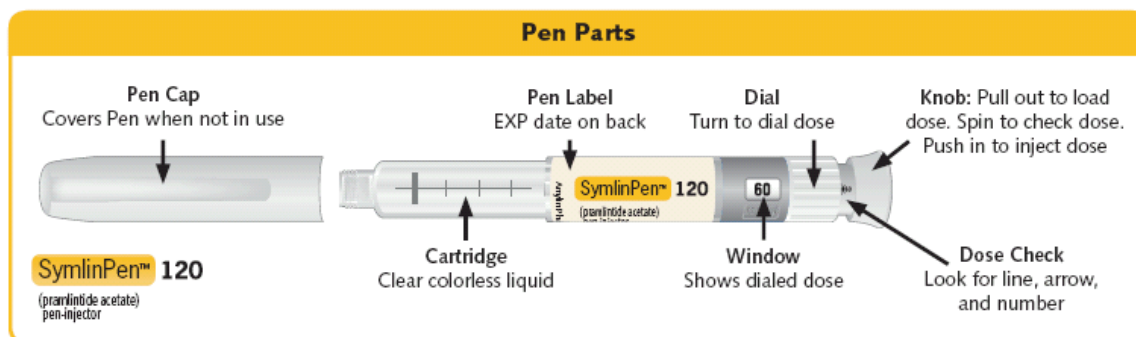 Pen Parts
Pen Cap
Covers Pen when not in use
Pen Label
EXP date on back
Dial
Turn to dial dose
Knob: Pull out to load
dose. Spin to check dose.
Push in to inject dose
SymlinPen™ 120
(pramlintide acetate)
60
Cartridge
Clear colorless liquid
Window
Shows dialed dose
Dose Check
Look for line, arrow,
and number
SymlinPen™ 120
(pramlintide acetate)
pen-injector